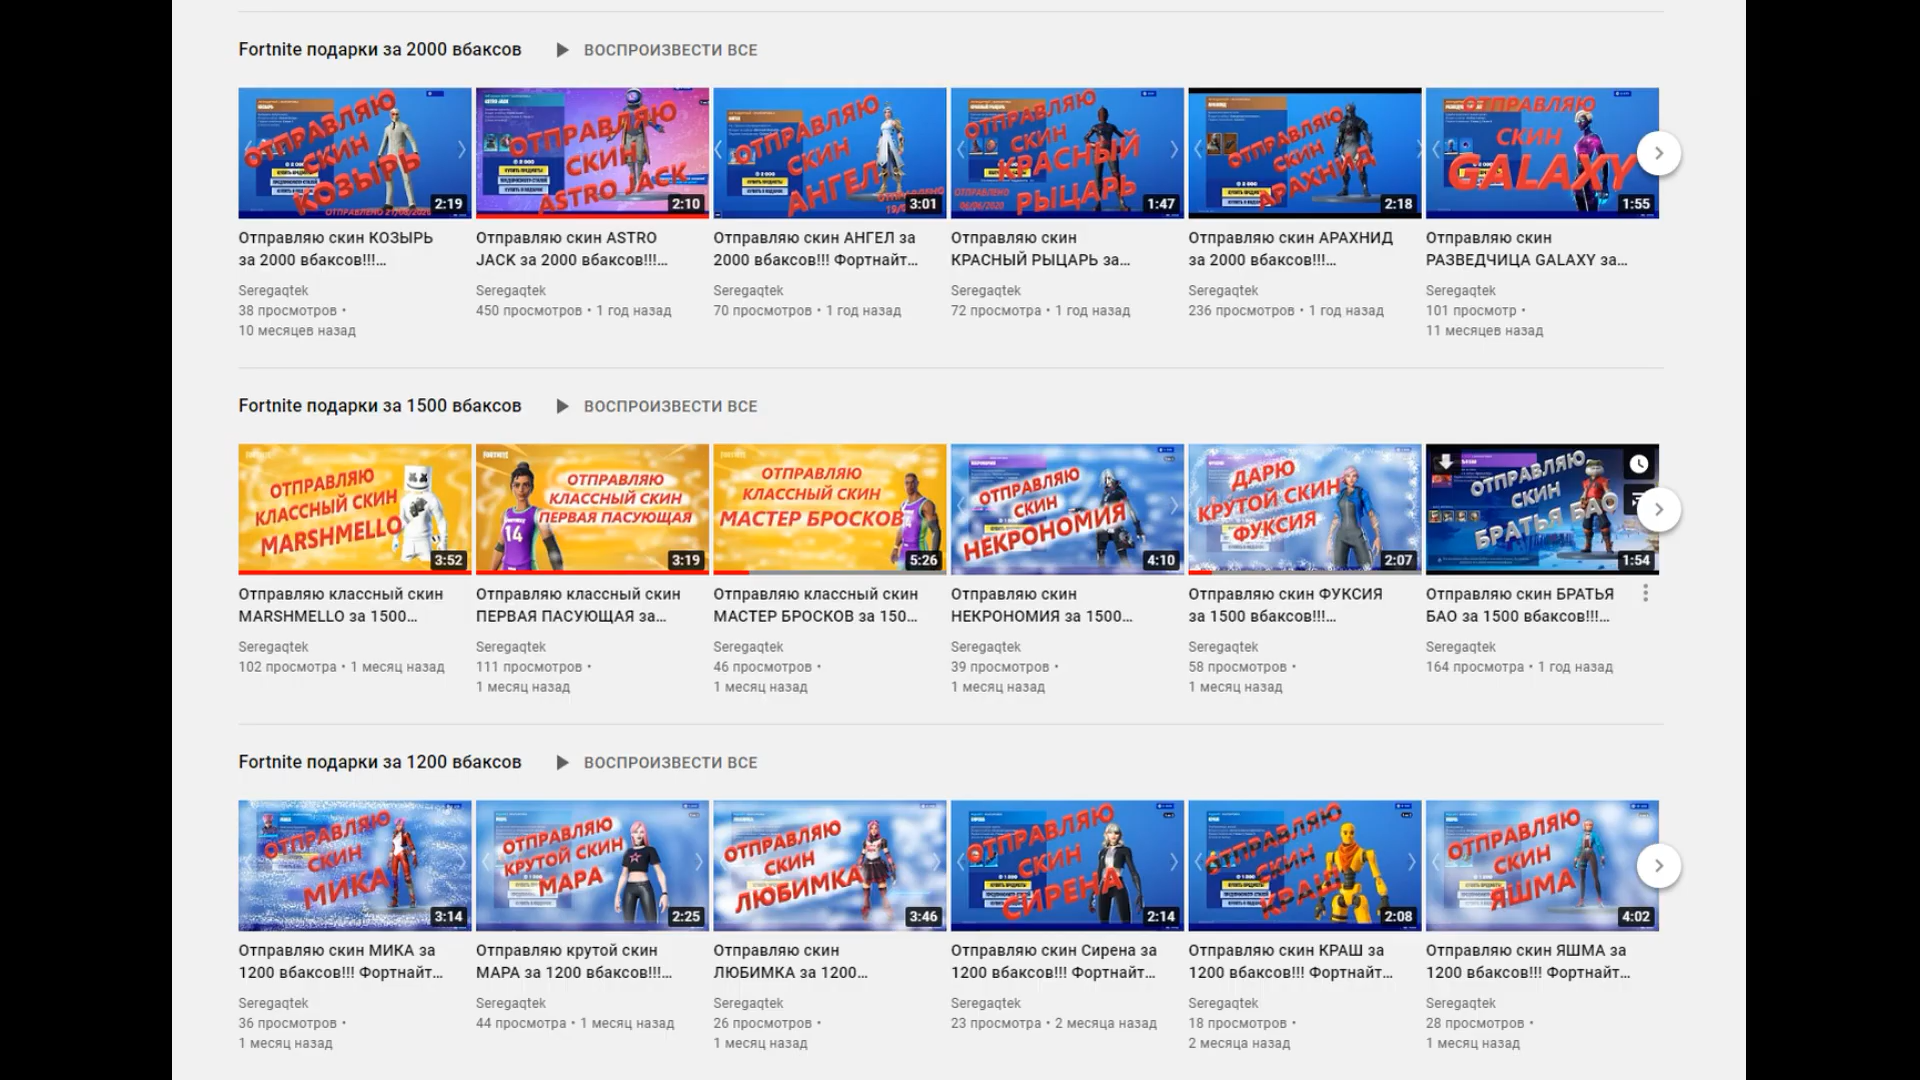 Fortnite подарки за 2000 вбаксов ВОСПРОИЗВЕСТИ ВСЕ
ОТПРАВЛЯЮ
СКИН
КОЗЫРЬ
ОТПРАВЛЕНО 21/08/2020
2:19
ОТПРАВЛЯЮ
СКИН
ASTRO JACK
2:10
ОТПРАВЛЯЮ
СКИН
АНГЕЛ
3:01
ОТПРАВЛЯЮ
СКИН
КРАСНЫЙ
РЫЦАРЬ
ОТПРАВЛЕНО
1:47
ОТПРАВЛЯЮ
СКИН
АРАХНИД
2:18
ОТПРАВЛЯЮ
СКИН
GALAXY
1:55
Отправляю скин КОЗЫРЬ
за 2000 вбаксов!!!...
Seregaqtek
38 просмотров •
10 месяцев назад
Отправляю скин ASTRO
JACK за 2000 вбаксов!!!...
Seregaqtek
450 просмотров • 1 год назад
Отправляю скин АНГЕЛ за
2000 вбаксов!!! Фортнайт...
Seregaqtek
70 просмотров • 1 год назад
Отправляю скин
КРАСНЫЙ РЫЦАРЬ за...
Seregaqtek
72 просмотра • 1 год назад
Отправляю скин АРАХНИД
за 2000 вбаксов!!!...
Seregaqtek
236 просмотров • 1 год назад
Отправляю скин
РАЗВЕДЧИЦА GALAXY за...
Seregaqtek
101 просмотр •
11 месяцев назад
Fortnite подарки за 1500 вбаксов ВОСПРОИЗВЕСТИ ВСЕ
ОТПРАВЛЯЮ
КЛАССНЫЙ СКИН
MARSHMELLO
3:52
ОТПРАВЛЯЮ
КЛАССНЫЙ СКИН
ПЕРВАЯ ПАСУЮЩАЯ
14
3:19
ОТПРАВЛЯЮ
КЛАССНЫЙ СКИН
МАСТЕР БРОСКОВ
5:26
ОТПРАВЛЯЮ
СКИН
НЕКРОНОМИЯ
4:10
ДАРЮ
КРУТОЙ СКИН
ФУКСИЯ
2:07
ОТПРАВЛЯЮ
СКИН
БРАТЬЯ БАО
1:54
Отправляю классный скин
MARSHMELLO за 1500...
Seregaqtek
102 просмотра • 1 месяц назад
Отправляю классный скин
ПЕРВАЯ ПАСУЮЩАЯ за...
Seregaqtek
111 просмотров •
1 месяц назад
Отправляю классный скин
МАСТЕР БРОСКОВ за 150...
Seregaqtek
46 просмотров •
1 месяц назад
Отправляю скин
НЕКРОНОМИЯ за 1500...
Seregaqtek
39 просмотров •
1 месяц назад
Отправляю скин ФУКСИЯ
за 1500 вбаксов!!!...
Seregaqtek
58 просмотров •
1 месяц назад
Отправляю скин БРАТЬЯ
БАО за 1500 вбаксов!!!...
Seregaqtek
164 просмотра • 1 год назад
Fortnite подарки за 1200 вбаксов ВОСПРОИЗВЕСТИ ВСЕ
ОТПРАВЛЯЮ
СКИН
МИКА
3:14
ОТПРАВЛЯЮ
КРУТОЙ СКИН
МАРА
2:25
ОТПРАВЛЯЮ
СКИН
ЛЮБИМКА
3:46
ОТПРАВЛЯЮ
СКИН
СИРЕНА
2:14
ОТПРАВЛЯЮ
СКИН
КРАШ
2:08
ОТПРАВЛЯЮ
СКИН
ЯШМА
4:02
Отправляю скин МИКА за
1200 вбаксов!!! Фортнайт...
Seregaqtek
36 просмотров •
1 месяц назад
Отправляю крутой скин
МАРА за 1200 вбаксов!!!...
Seregaqtek
44 просмотра • 1 месяц назад
Отправляю скин
ЛЮБИМКА за 1200...
Seregaqtek
26 просмотров •
1 месяц назад
Отправляю скин Сирена за
1200 вбаксов!!! Фортнайт...
Seregaqtek
23 просмотра • 2 месяца назад
Отправляю скин КРАШ за
1200 вбаксов!!! Фортнайт...
Seregaqtek
18 просмотров •
2 месяца назад
Отправляю скин ЯШМА за
1200 вбаксов!!! Фортнайт...
Seregaqtek
28 просмотров •
1 месяц назад